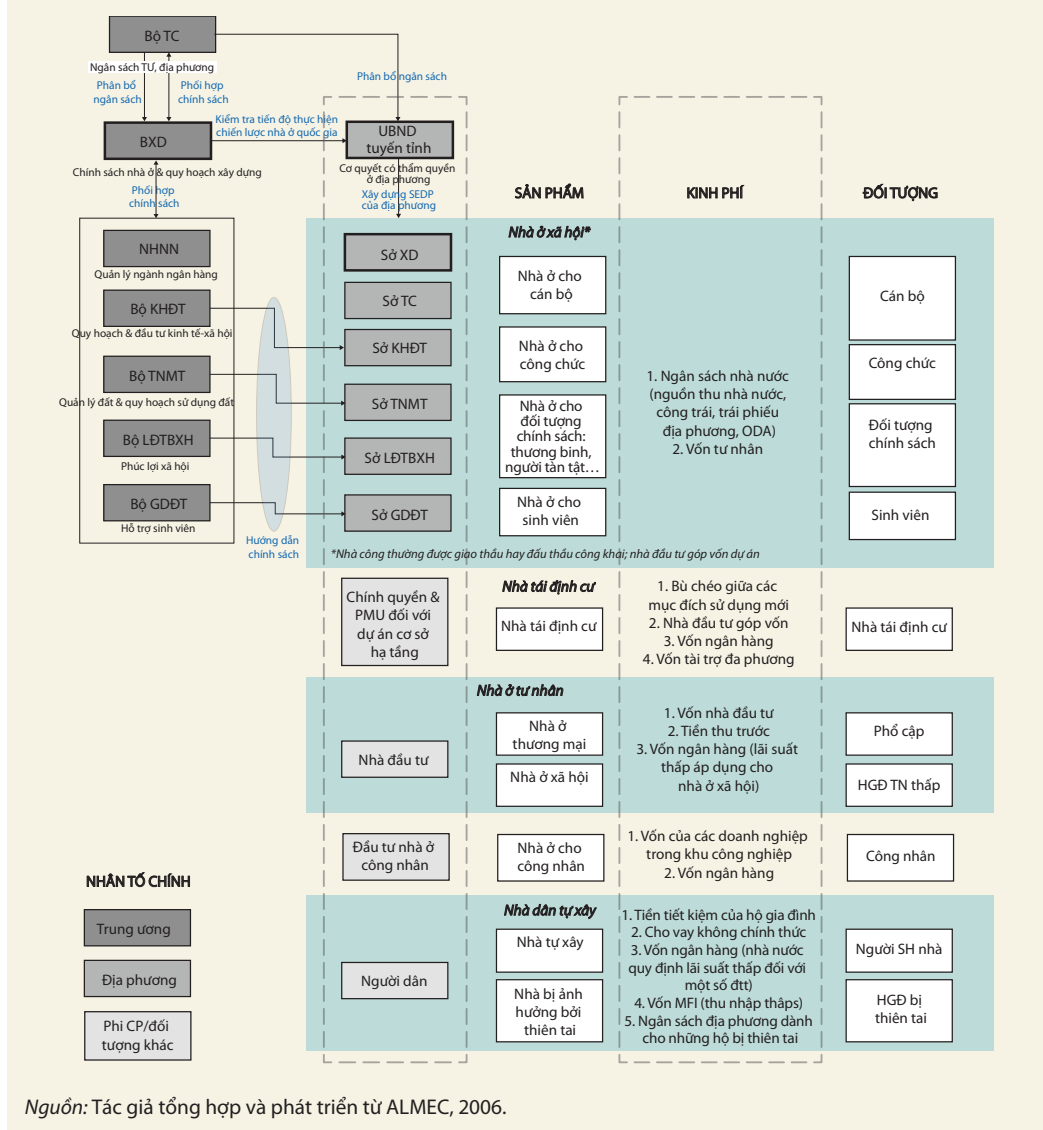 Bộ TC
Ngân sách TƯ, địa phương
Phân bổ
ngân sách
Phối hợp
chính sách
Phân bổ ngân sách
Kiểm tra tiến độ thực hiện
chiến lược nhà ở quốc gia
BXD
Chính sách nhà ở & quy hoạch xây dựng
Phối hợp
chính sách
UBND
tuyến tỉnh
Cơ quyết có thẩm quyền
ở địa phương
Xây dựng SEDP
của địa phương
SẢN PHẨM
KINH PHÍ
ĐỐI TƯỢNG
NHNN
Quản lý ngành ngân hàng
Bộ KHĐT
Quy hoạch & đầu tư kinh tế-xã hội
Bộ TNMT
Quản lý đất & quy hoạch sử dụng đất
Bộ LĐTBXH
Phúc lợi xã hội
Bộ GDĐT
Hỗ trợ sinh viên
Hướng dẫn
chính sách
Sở XD
Sở TC
Sở KHĐT
Sở TNMT
Sở LĐTBXH
Sở GDĐT
Nhà ở xã hội*
Nhà ở cho
cán bộ
Nhà ở cho
công chức
Nhà ở cho
đối tượng
chính sách:
thương binh,
người tàn tật…
Nhà ở cho
sinh viên
1. Ngân sách nhà nước
(nguồn thu nhà nước,
công trái, trái phiếu
địa phương, ODA)
2. Vốn tư nhân
Cán bộ
Công chức
Đối tượng
chính sách
Sinh viên
*Nhà công thường được giao thầu hay đấu thầu công khai; nhà đầu tư góp vốn dự án
Chính quyền &
PMU đối với
dự án cơ sở
hạ tầng
Nhà tái định cư
Nhà tái định cư
1. Bù chéo giữa các
mục đích sử dụng mới
2. Nhà đầu tư góp vốn
3. Vốn ngân hàng
4. Vốn tài trợ đa phương
Nhà tái định cư
Nhà ở tư nhân
Nhà đầu tư
Nhà ở
thương mại
Nhà ở xã hội
1. Vốn nhà đầu tư
2. Tiền thu trước
3. Vốn ngân hàng (lãi suất
thấp áp dụng cho
nhà ở xã hội)
Phổ cập
HGĐ TN thấp
Đầu tư nhà ở
công nhân
Nhà ở cho
công nhân
1. Vốn của các doanh nghiệp
trong khu công nghiệp
2. Vốn ngân hàng
Công nhân
Nhà dân tự xây
Người dân
Nhà tự xây
Nhà bị ảnh
hưởng bởi
thiên tai
1. Tiền tiết kiệm của hộ gia đình
2. Cho vay không chính thức
3. Vốn ngân hàng (nhà nước
quy định lãi suất thấp đối với
một số đtt)
4. Vốn MFI (thu nhập thâps)
5. Ngân sách địa phương dành
cho những hộ bị thiên tai
Người SH nhà
HGĐ bị
thiên tai
NHÂN TỐ CHÍNH
Trung ương
Địa phương
Phi CP/đối
tượng khác
Nguồn: Tác giả tổng hợp và phát triển từ ALMEC, 2006.